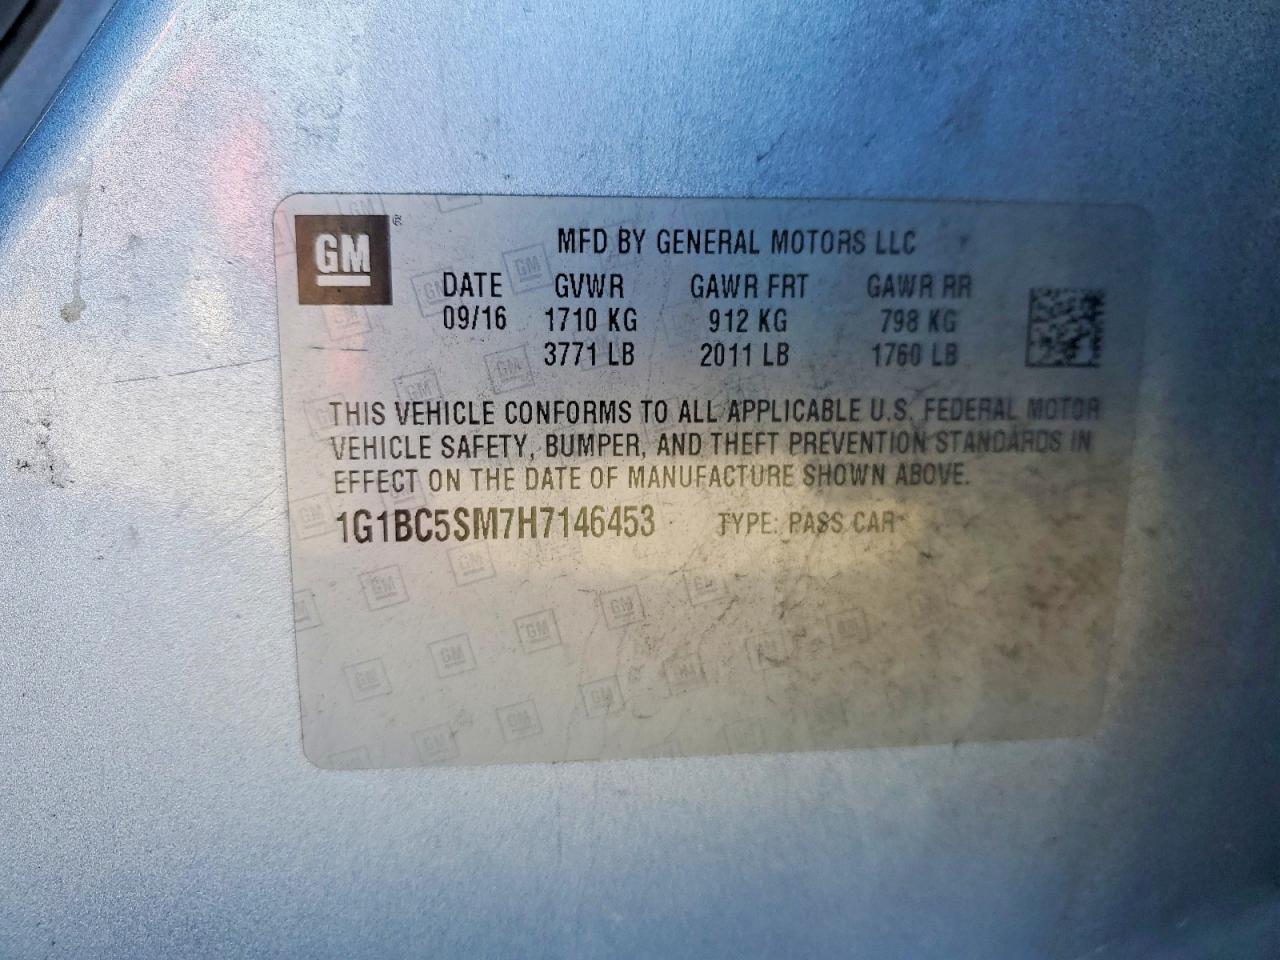 GM ®
MFD BY GENERAL MOTORS LLC
DATE GVWR GAWR FRT GAWR RR
09/16 1710 KG 912 KG 798 KG
3771 LB 2011 LB 1760 LB
THIS VEHICLE CONFORMS TO ALL APPLICABLE U.S. FEDERAL MOTOR
VEHICLE SAFETY, BUMPER, AND THEFT PREVENTION STANDARDS IN
EFFECT ON THE DATE OF MANUFACTURE SHOWN ABOVE.
1G1BC5SM7H7146453 TYPE: PASS CAR